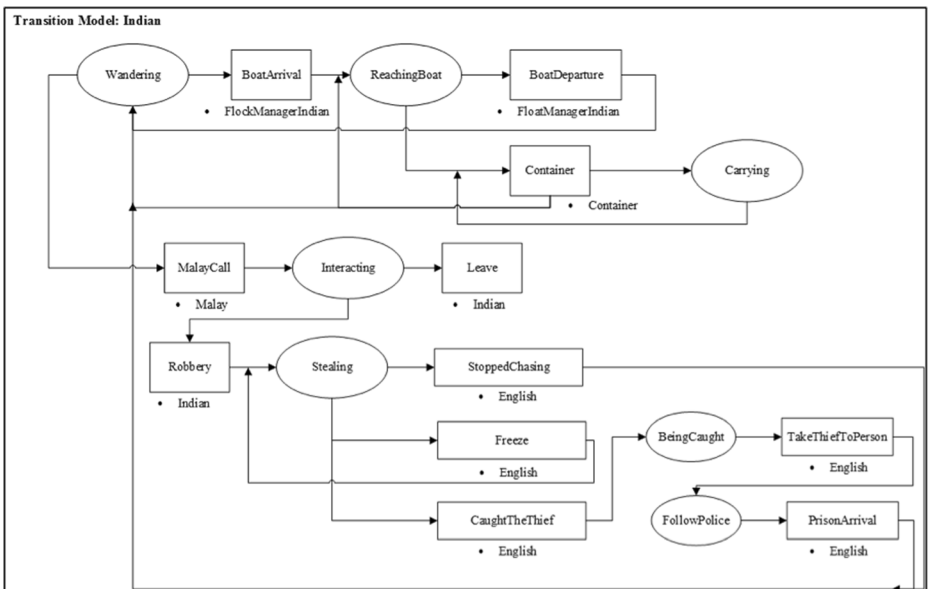 Transition Model: Indian
Wandering
BoatArrival
ReachingBoat
BoatDeparture
• FlockManagerIndian
• FloatManagerIndian
Container
Carrying
• Container
MalayCall
Interacting
Leave
• Malay
• Indian
Robbery
Stealing
StoppedChasing
• Indian
• English
Freeze
BeingCaught
TakeThiefToPerson
• English
• English
CaughtTheThief
FollowPolice
PrisonArrival
• English
• English